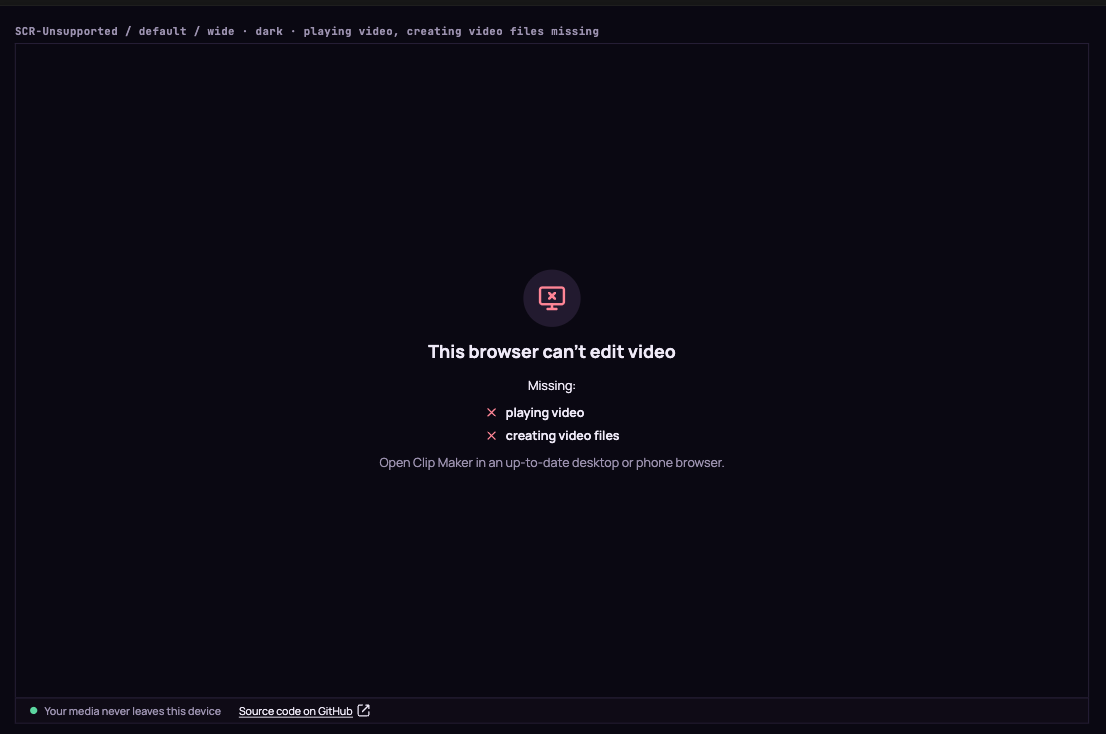 SCR-Unsupported / default / wide · dark · playing video, creating video files missing
This browser can't edit video
Missing:
playing video
creating video files
Open Clip Maker in an up-to-date desktop or phone browser.
Your media never leaves this device Source code on GitHub